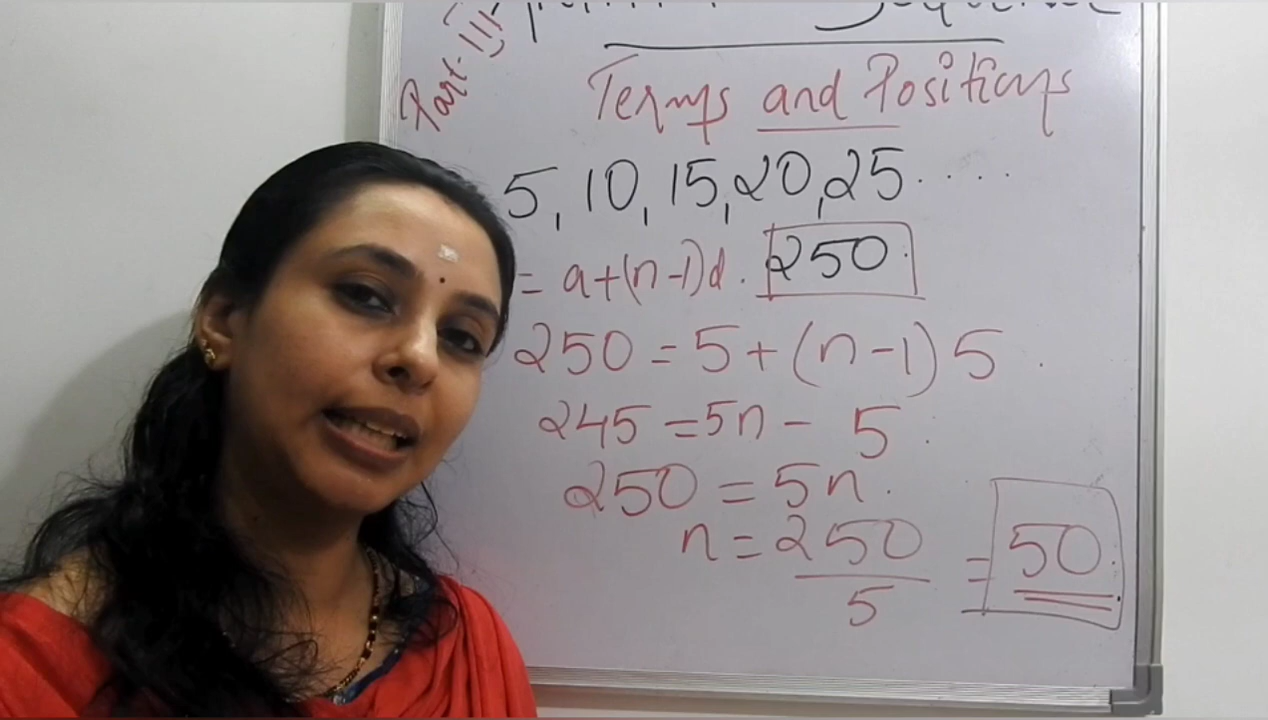 Sequence
Part-III
Terms and Positions
5, 10, 15, 20, 25.....
= a+(n-1)d. 250.
250 = 5+(n-1)5.
245 = 5n - 5.
250 = 5n.
n = 250/5 = 50.